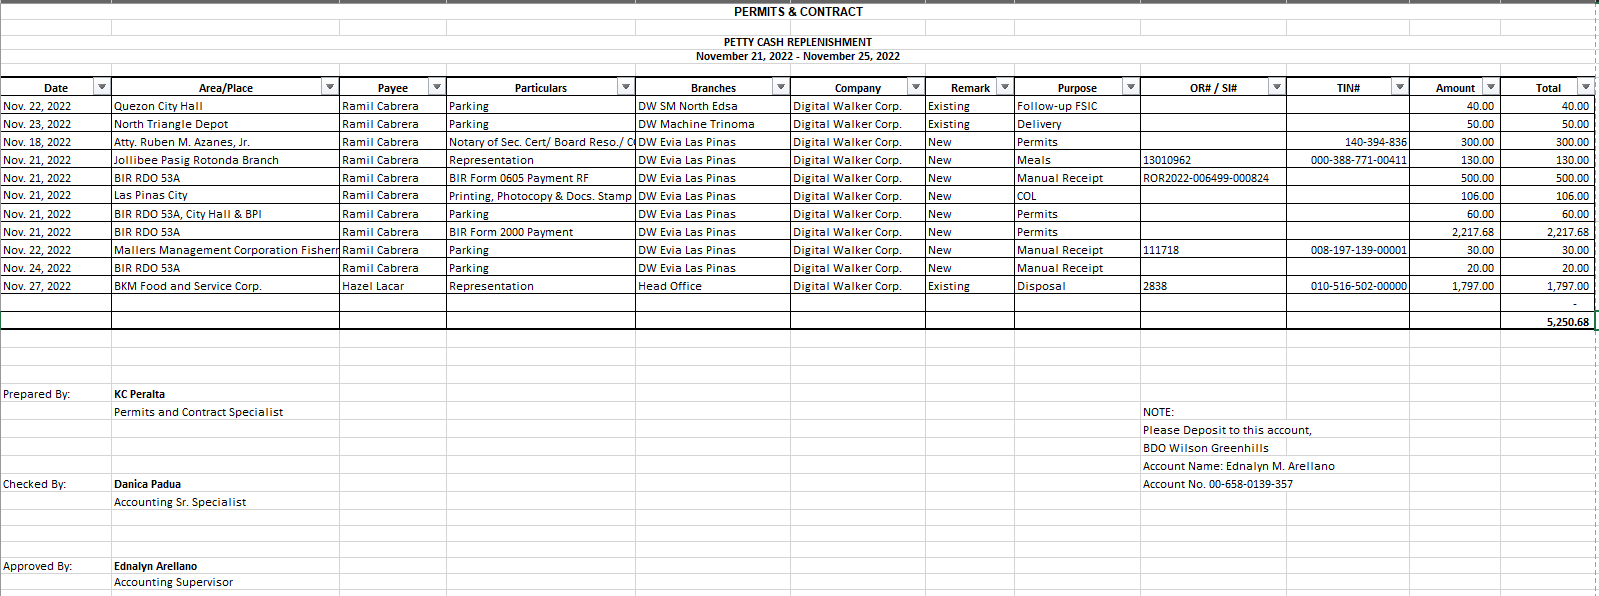 PERMITS & CONTRACT
PETTY CASH REPLENISHMENT
November 21, 2022 - November 25, 2022
Date Area/Place Payee Particulars Branches Company Remark Purpose OR# / SI# TIN# Amount Total
Nov. 22, 2022 Quezon City Hall Ramil Cabrera Parking DW SM North Edsa Digital Walker Corp. Existing Follow-up FSIC 40.00 40.00
Nov. 23, 2022 North Triangle Depot Ramil Cabrera Parking DW Machine Trinoma Digital Walker Corp. Existing Delivery 50.00 50.00
Nov. 18, 2022 Atty. Ruben M. Azanes, Jr. Ramil Cabrera Notary of Sec. Cert/ Board Reso./ DW Evia Las Pinas Digital Walker Corp. New Permits 140-394-836 300.00 300.00
Nov. 21, 2022 Jollibee Pasig Rotonda Branch Ramil Cabrera Representation DW Evia Las Pinas Digital Walker Corp. New Meals 13010962 000-388-771-00411 130.00 130.00
Nov. 21, 2022 BIR RDO 53A Ramil Cabrera BIR Form 0605 Payment RF DW Evia Las Pinas Digital Walker Corp. New Manual Receipt ROR2022-006499-000824 500.00 500.00
Nov. 21, 2022 Las Pinas City Ramil Cabrera Printing, Photocopy & Docs. Stamp DW Evia Las Pinas Digital Walker Corp. New COL 106.00 106.00
Nov. 21, 2022 BIR RDO 53A, City Hall & BPI Ramil Cabrera Parking DW Evia Las Pinas Digital Walker Corp. New Permits 60.00 60.00
Nov. 21, 2022 BIR RDO 53A Ramil Cabrera BIR Form 2000 Payment DW Evia Las Pinas Digital Walker Corp. New Permits 2,217.68 2,217.68
Nov. 22, 2022 Mallers Management Corporation Fisherr Ramil Cabrera Parking DW Evia Las Pinas Digital Walker Corp. New Manual Receipt 111718 008-197-139-00001 30.00 30.00
Nov. 24, 2022 BIR RDO 53A Ramil Cabrera Parking DW Evia Las Pinas Digital Walker Corp. New Manual Receipt 20.00 20.00
Nov. 27, 2022 BKM Food and Service Corp. Hazel Lacar Representation Head Office Digital Walker Corp. Existing Disposal 2838 010-516-502-00000 1,797.00 1,797.00
-
5,250.68
Prepared By: KC Peralta
Permits and Contract Specialist
NOTE:
Please Deposit to this account,
BDO Wilson Greenhills
Account Name: Ednalyn M. Arellano
Checked By: Danica Padua Account No. 00-658-0139-357
Accounting Sr. Specialist
Approved By: Ednalyn Arellano
Accounting Supervisor